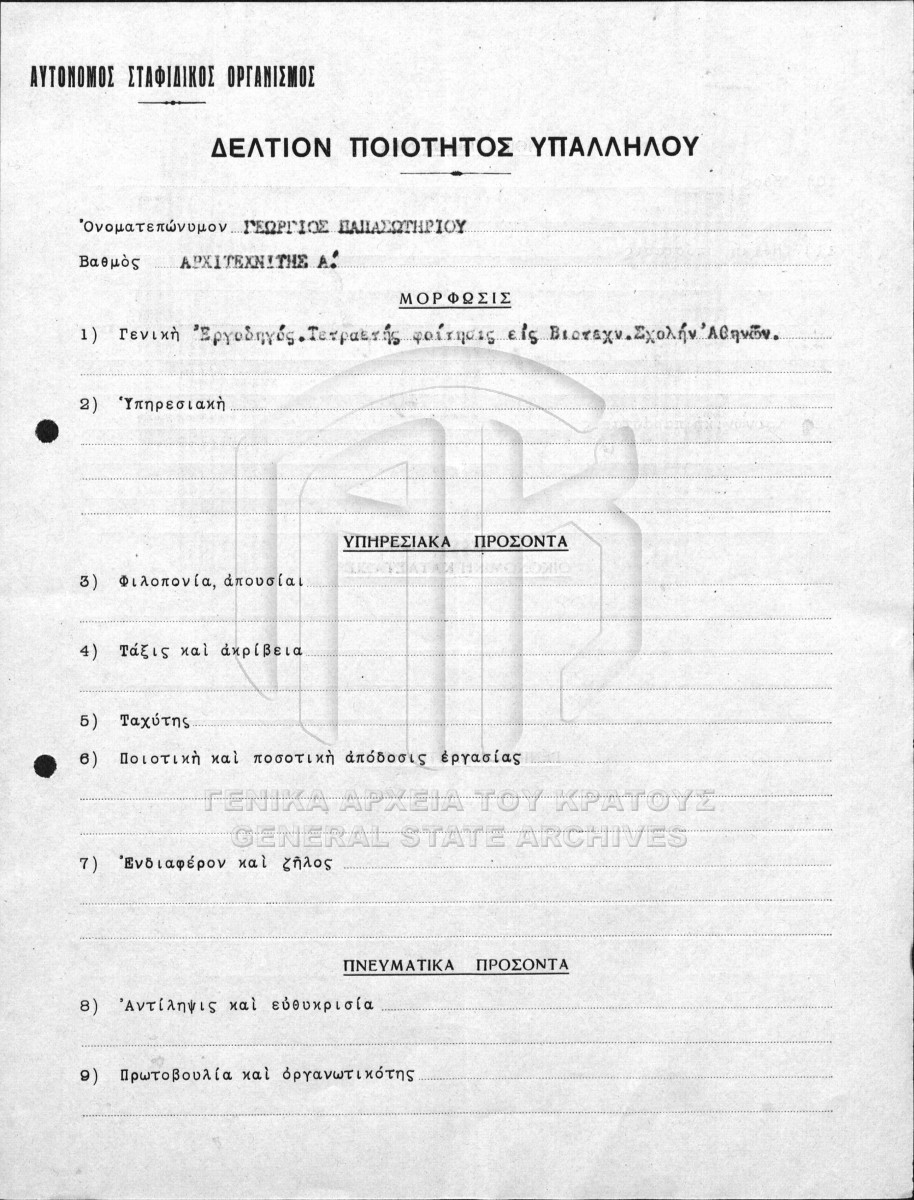 ΑΥΤΟΝΟΜΟΣ ΣΤΑΦΙΔΙΚΟΣ ΟΡΓΑΝΙΣΜΟΣ
ΔΕΛΤΙΟΝ ΠΟΙΟΤΗΤΟΣ ΥΠΑΛΛΗΛΟΥ
Ὀνοματεπώνυμον ΓΕΩΡΓΙΟΣ ΠΑΠΑΣΩΤΗΡΙΟΥ
Βαθμὸς ΑΡΧΙΤΕΧΝΙΤΗΣ Α΄
ΜΟΡΦΩΣΙΣ
1) Γενικὴ Ἐργοδηγός. Τετραετής φοίτησις είς Βιοτεχν. Σχολήν Ἀθηνῶν.
2) Ὑπηρεσιακὴ
ΥΠΗΡΕΣΙΑΚΑ ΠΡΟΣΟΝΤΑ
3) Φιλοπονία, ἀπουσίαι
4) Τάξις καὶ ἀκρίβεια
5) Ταχύτης
6) Ποιοτικὴ καὶ ποσοτικὴ ἀπόδοσις ἐργασίας
ΓΕΝΙΚΑ ΑΡΧΕΙΑ ΤΟΥ ΚΡΑΤΟΥΣ
GENERAL STATE ARCHIVES
7) Ἐνδιαφέρον καὶ ζῆλος
ΠΝΕΥΜΑΤΙΚΑ ΠΡΟΣΟΝΤΑ
8) Ἀντίληψις καὶ εὐθυκρισία
9) Πρωτοβουλία καὶ ὀργανωτικότης